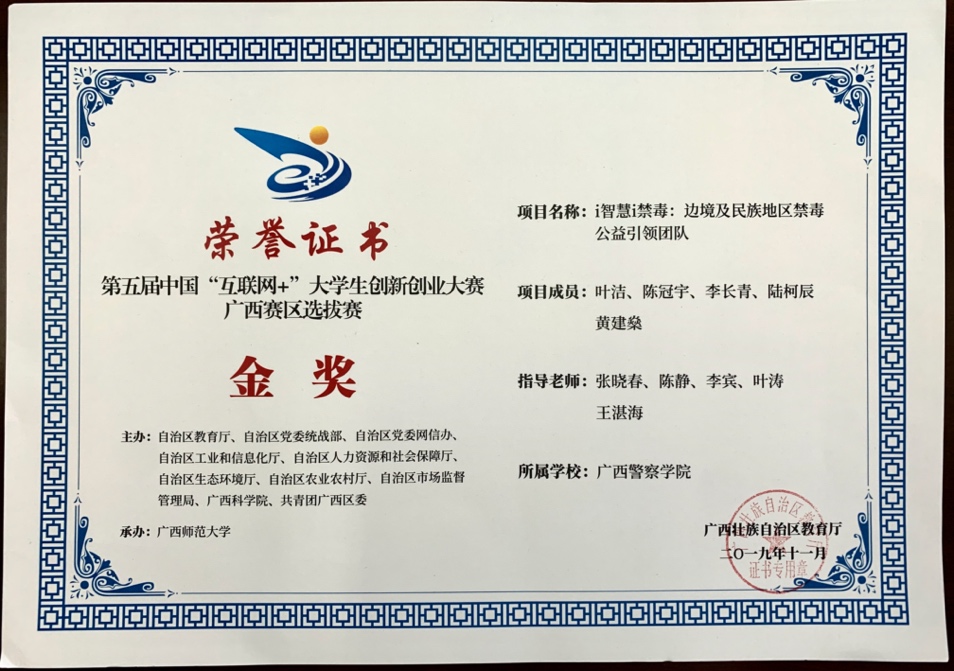 荣誉证书
第五届中国“互联网+”大学生创新创业大赛
广西赛区选拔赛
金奖
主办：自治区教育厅、自治区党委统战部、自治区党委网信办、
自治区工业和信息化厅、自治区人力资源和社会保障厅、
自治区生态环境厅、自治区农业农村厅、自治区市场监督
管理局、广西科学院、共青团广西区委
承办：广西师范大学
项目名称：i智慧i禁毒：边境及民族地区禁毒
公益引领团队
项目成员：叶洁、陈冠宇、李长青、陆柯辰
黄建燊
指导老师：张晓春、陈静、李宾、叶涛
王湛海
所属学校：广西警察学院
广西壮族自治区教育厅
二〇一九年十一月
证书专用章